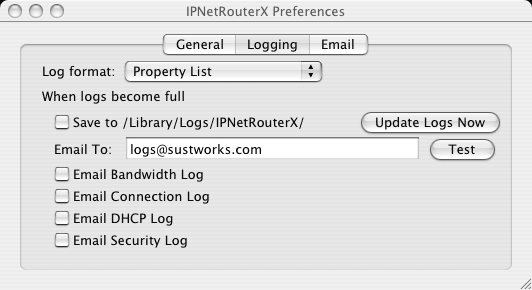 IPNetRouterX Preferences
General Logging Email
Log format: Property List
When logs become full
Save to /Library/Logs/IPNetRouterX/ Update Logs Now
Email To: logs@sustworks.com Test
Email Bandwidth Log
Email Connection Log
Email DHCP Log
Email Security Log